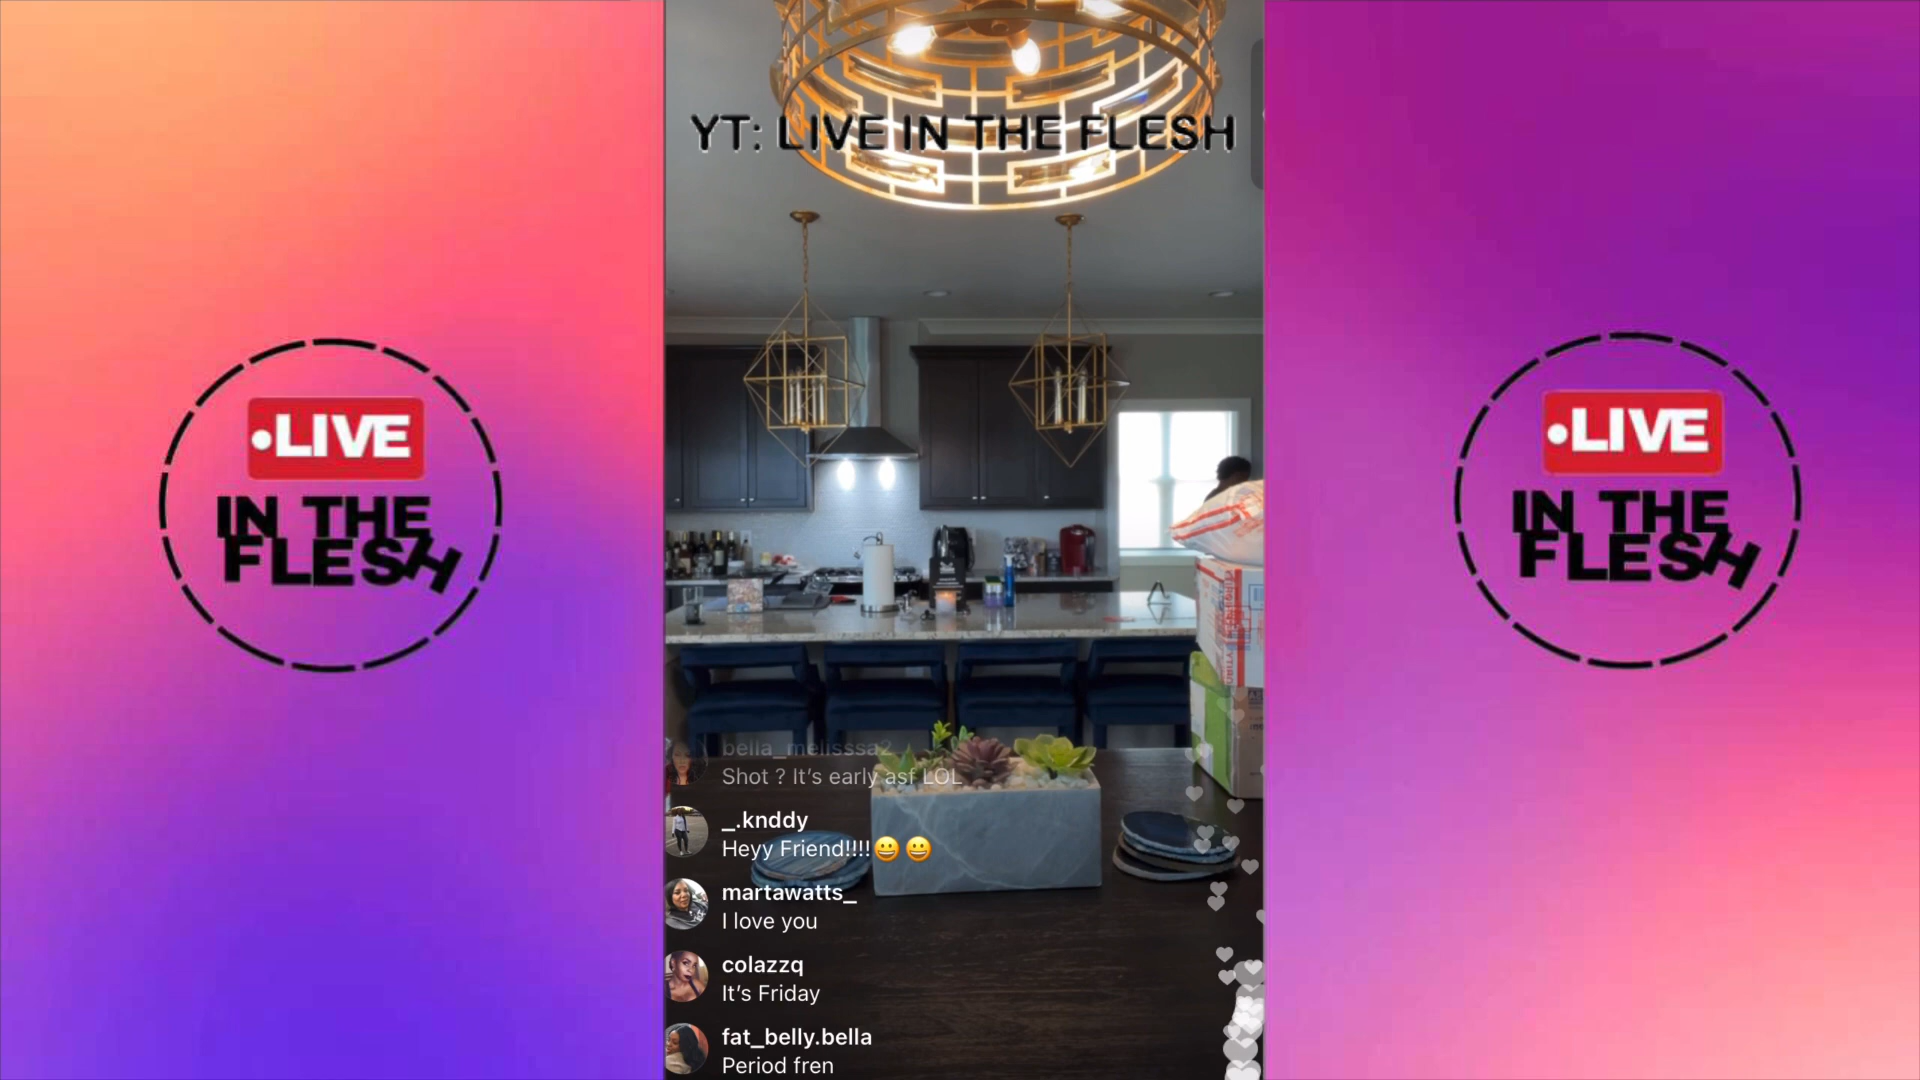 YT: LIVE IN THE FLESH
•LIVE
IN THE
FLESH
•LIVE
IN THE
FLESH
bella_melisssa2
Shot ? It’s early asf LOL
_.knddy
Heyy Friend!!!!😀 😀
martawatts_
I love you
colazzq
It’s Friday
fat_belly.bella
Period fren